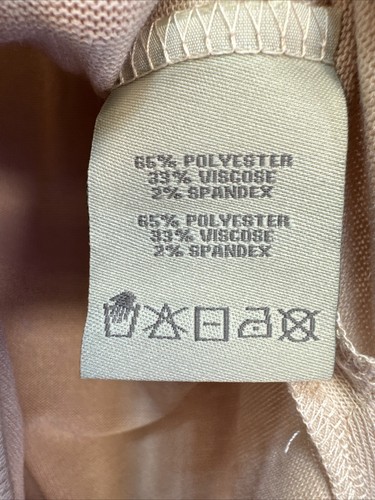 65% POLYESTER
33% VISCOSE
2% SPANDEX
65% POLYESTER
33% VISCOSE
2% SPANDEX